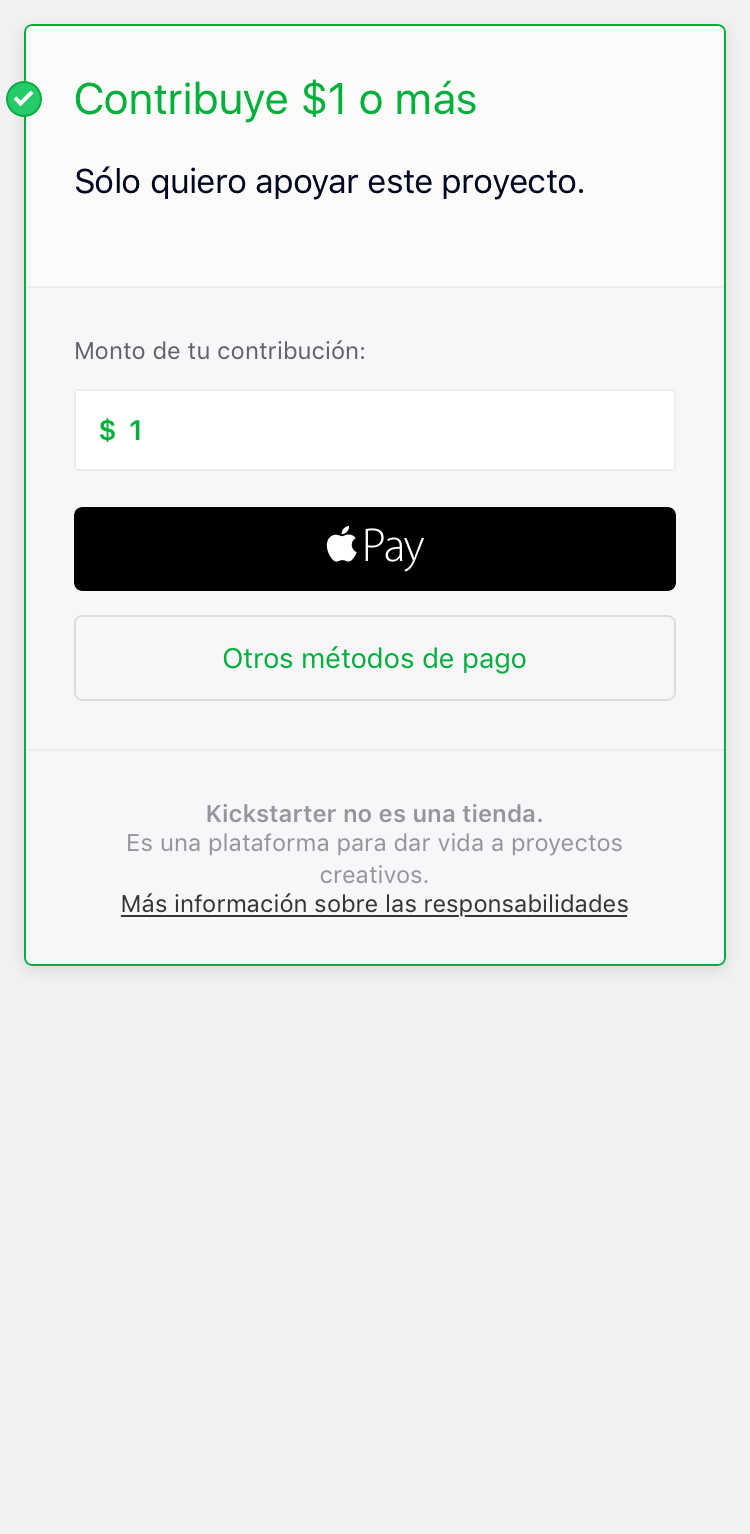 Contribuye $1 o más
Sólo quiero apoyar este proyecto.
Monto de tu contribución:
$ 1
Pay
Otros métodos de pago
Kickstarter no es una tienda.
Es una plataforma para dar vida a proyectos
creativos.
Más información sobre las responsabilidades